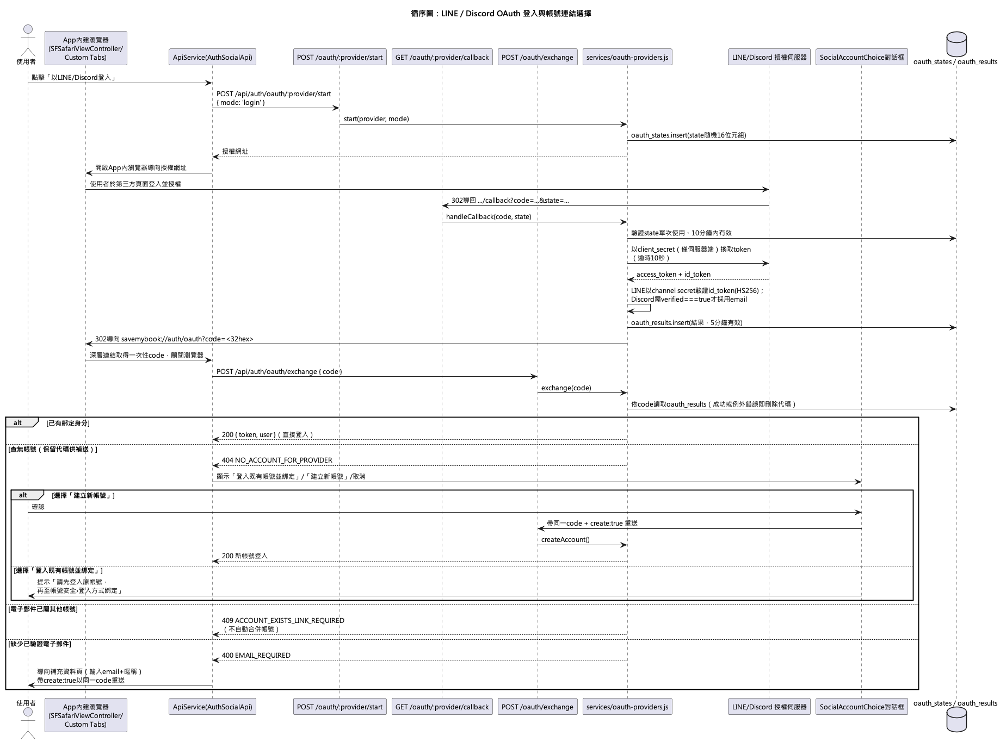 循序圖：LINE / Discord OAuth 登入與帳號連結選擇
使用者
App內建瀏覽器
(SFSafariViewController/
Custom Tabs)
ApiService(AuthSocialApi)
POST /oauth/:provider/start
GET /oauth/:provider/callback
POST /oauth/exchange
services/oauth-providers.js
LINE/Discord 授權伺服器
SocialAccountChoice對話框
oauth_states / oauth_results
點擊「以LINE/Discord登入」
POST /api/auth/oauth/:provider/start
{ mode: 'login' }
start(provider, mode)
oauth_states.insert(state隨機16位元組)
授權網址
開啟App內瀏覽器導向授權網址
使用者於第三方頁面登入並授權
302導回 .../callback?code=...&state=...
handleCallback(code, state)
驗證state單次使用、10分鐘內有效
以client_secret（僅伺服器端）換取token
（逾時10秒）
access_token + id_token
LINE以channel secret驗證id_token(HS256)；
Discord需verified===true才採用email
oauth_results.insert(結果，5分鐘有效)
302導向 savemybook://auth/oauth?code=<32hex>
深層連結取得一次性code，關閉瀏覽器
POST /api/auth/oauth/exchange { code }
exchange(code)
依code讀取oauth_results（成功或例外錯誤即刪除代碼）
alt
[已有綁定身分]
200 { token, user }（直接登入）
[查無帳號（保留代碼供補送）]
404 NO_ACCOUNT_FOR_PROVIDER
顯示「登入既有帳號並綁定」/「建立新帳號」/取消
alt
[選擇「建立新帳號」]
確認
帶同一code + create:true 重送
createAccount()
200 新帳號登入
[選擇「登入既有帳號並綁定」]
提示「請先登入原帳號，
再至帳號安全›登入方式綁定」
[電子郵件已屬其他帳號]
409 ACCOUNT_EXISTS_LINK_REQUIRED
（不自動合併帳號）
[缺少已驗證電子郵件]
400 EMAIL_REQUIRED
導向補充資料頁（輸入email+暱稱）
帶create:true以同一code重送
使用者
App內建瀏覽器
(SFSafariViewController/
Custom Tabs)
ApiService(AuthSocialApi)
POST /oauth/:provider/start
GET /oauth/:provider/callback
POST /oauth/exchange
services/oauth-providers.js
LINE/Discord 授權伺服器
SocialAccountChoice對話框
oauth_states / oauth_results